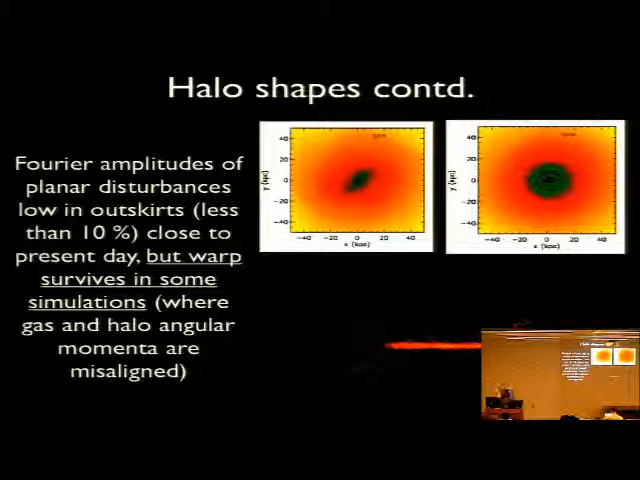 Halo shapes contd.
Fourier amplitudes of
planar disturbances
low in outskirts (less
than 10 %) close to
present day, but warp
survives in some
simulations (where
gas and halo angular
momenta are
misaligned)
40
20
0
-20
-40
y (kpc)
-40 -20 0 20 40
x (kpc)
40
20
0
-20
-40
y (kpc)
-40 -20 0 20 40
x (kpc)